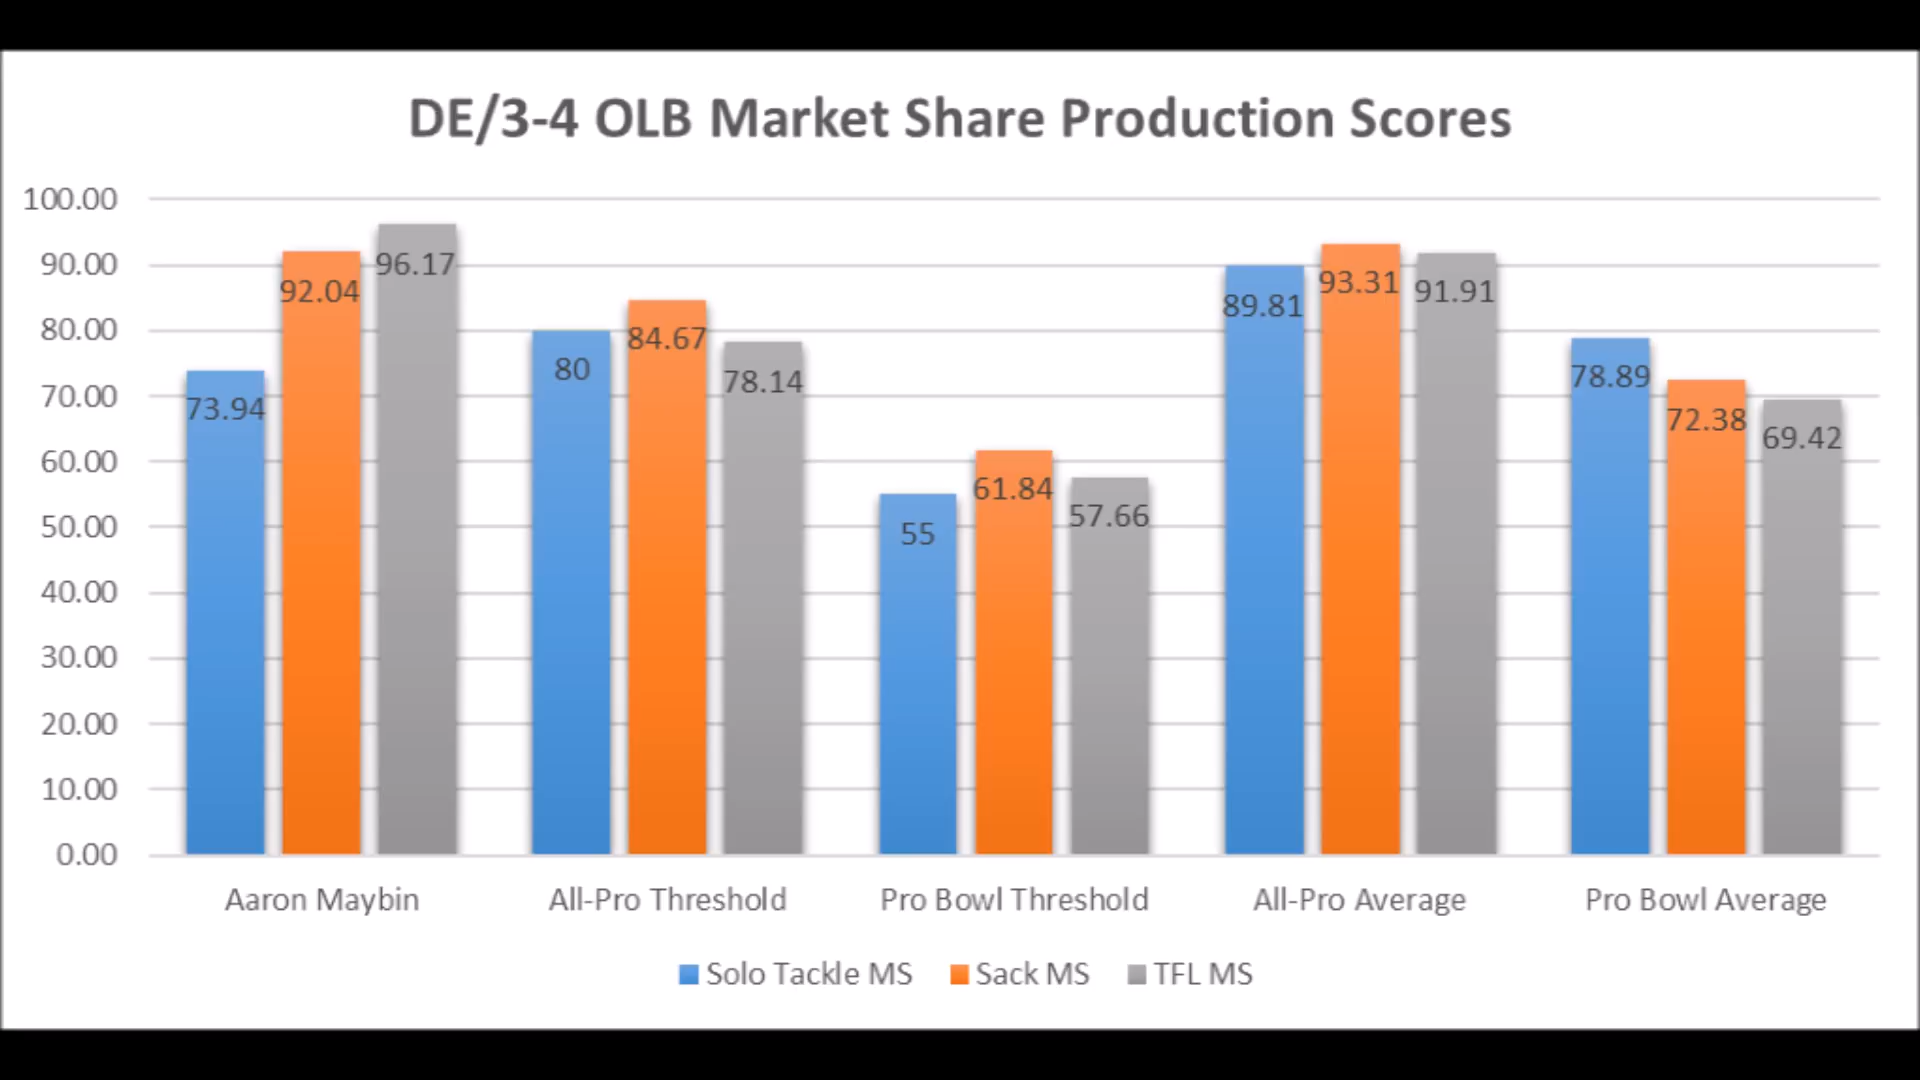 DE/3-4 OLB Market Share Production Scores
100.00
90.00
80.00
70.00
60.00
50.00
40.00
30.00
20.00
10.00
0.00
73.94
92.04
96.17
80
84.67
78.14
55
61.84
57.66
89.81
93.31
91.91
78.89
72.38
69.42
Aaron Maybin
All-Pro Threshold
Pro Bowl Threshold
All-Pro Average
Pro Bowl Average
Solo Tackle MS
Sack MS
TFL MS